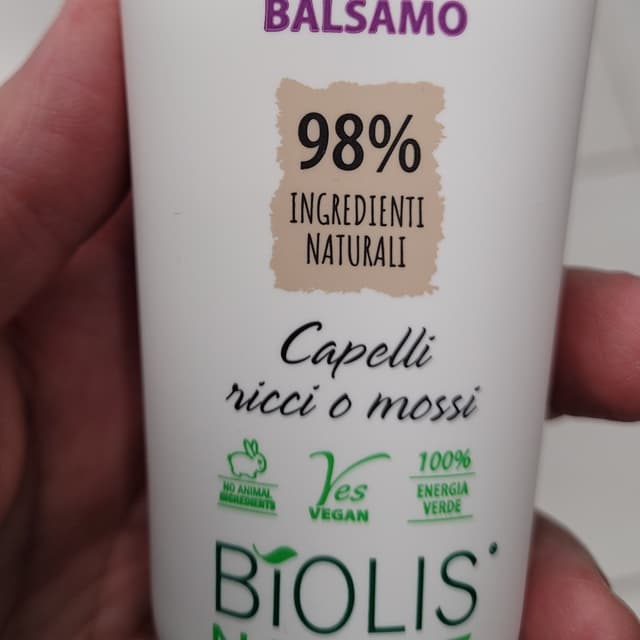 BALSAMO
98%
INGREDIENTI
NATURALI
Capelli
ricci o mossi
NO ANIMAL
INGREDIENTS
Yes
VEGAN
100%
ENERGIA
VERDE
BIOLIS